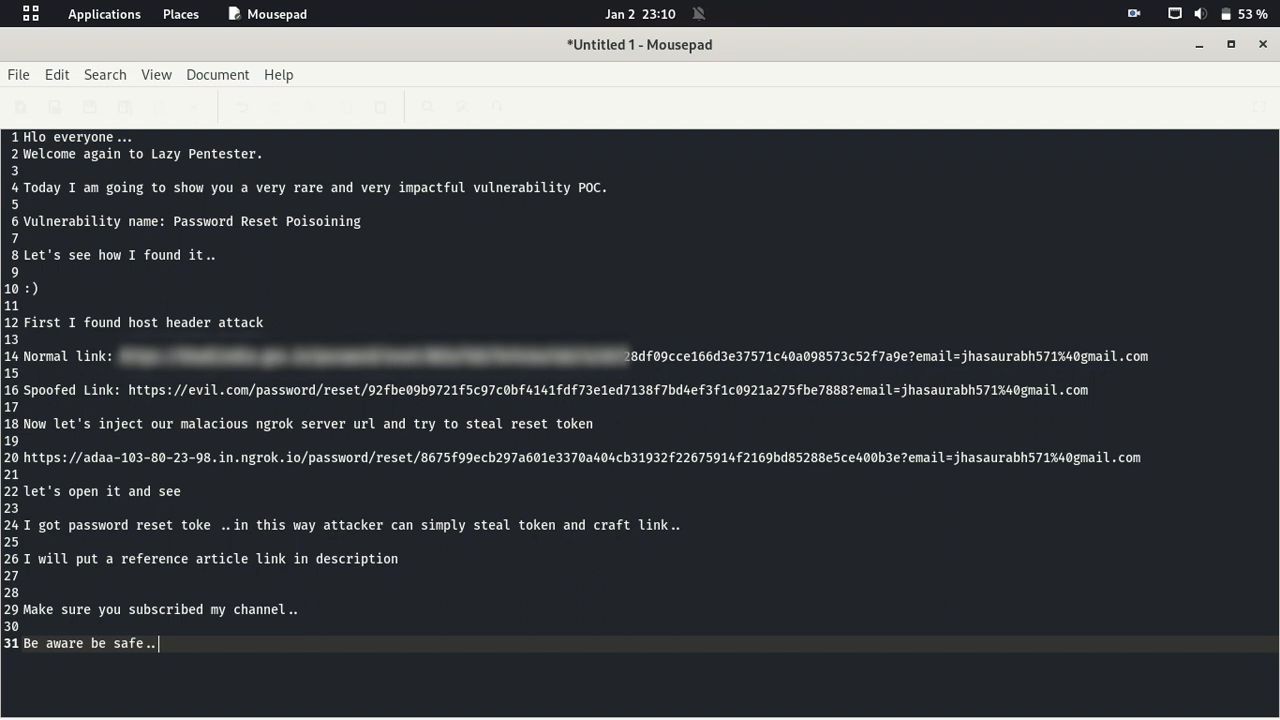 Applications Places Mousepad Jan 2 23:10 53 %
*Untitled 1 - Mousepad
File Edit Search View Document Help
1 Hlo everyone...
2 Welcome again to Lazy Pentester.
3
4 Today I am going to show you a very rare and very impactful vulnerability POC.
5
6 Vulnerability name: Password Reset Poisoining
7
8 Let's see how I found it..
9
10 :)
11
12 First I found host header attack
13
14 Normal link: 28df09cce166d3e37571c40a098573c52f7a9e?email=jhasaurabh571%40gmail.com
15
16 Spoofed Link: https://evil.com/password/reset/92fbe09b9721f5c97c0bf4141fdf73e1ed7138f7bd4ef3f1c0921a275fbe7888?email=jhasaurabh571%40gmail.com
17
18 Now let's inject our malacious ngrok server url and try to steal reset token
19
20 https://adaa-103-80-23-98.in.ngrok.io/password/reset/8675f99ecb297a601e3370a404cb31932f22675914f2169bd85288e5ce400b3e?email=jhasaurabh571%40gmail.com
21
22 let's open it and see
23
24 I got password reset toke ..in this way attacker can simply steal token and craft link..
25
26 I will put a reference article link in description
27
28
29 Make sure you subscribed my channel..
30
31 Be aware be safe..